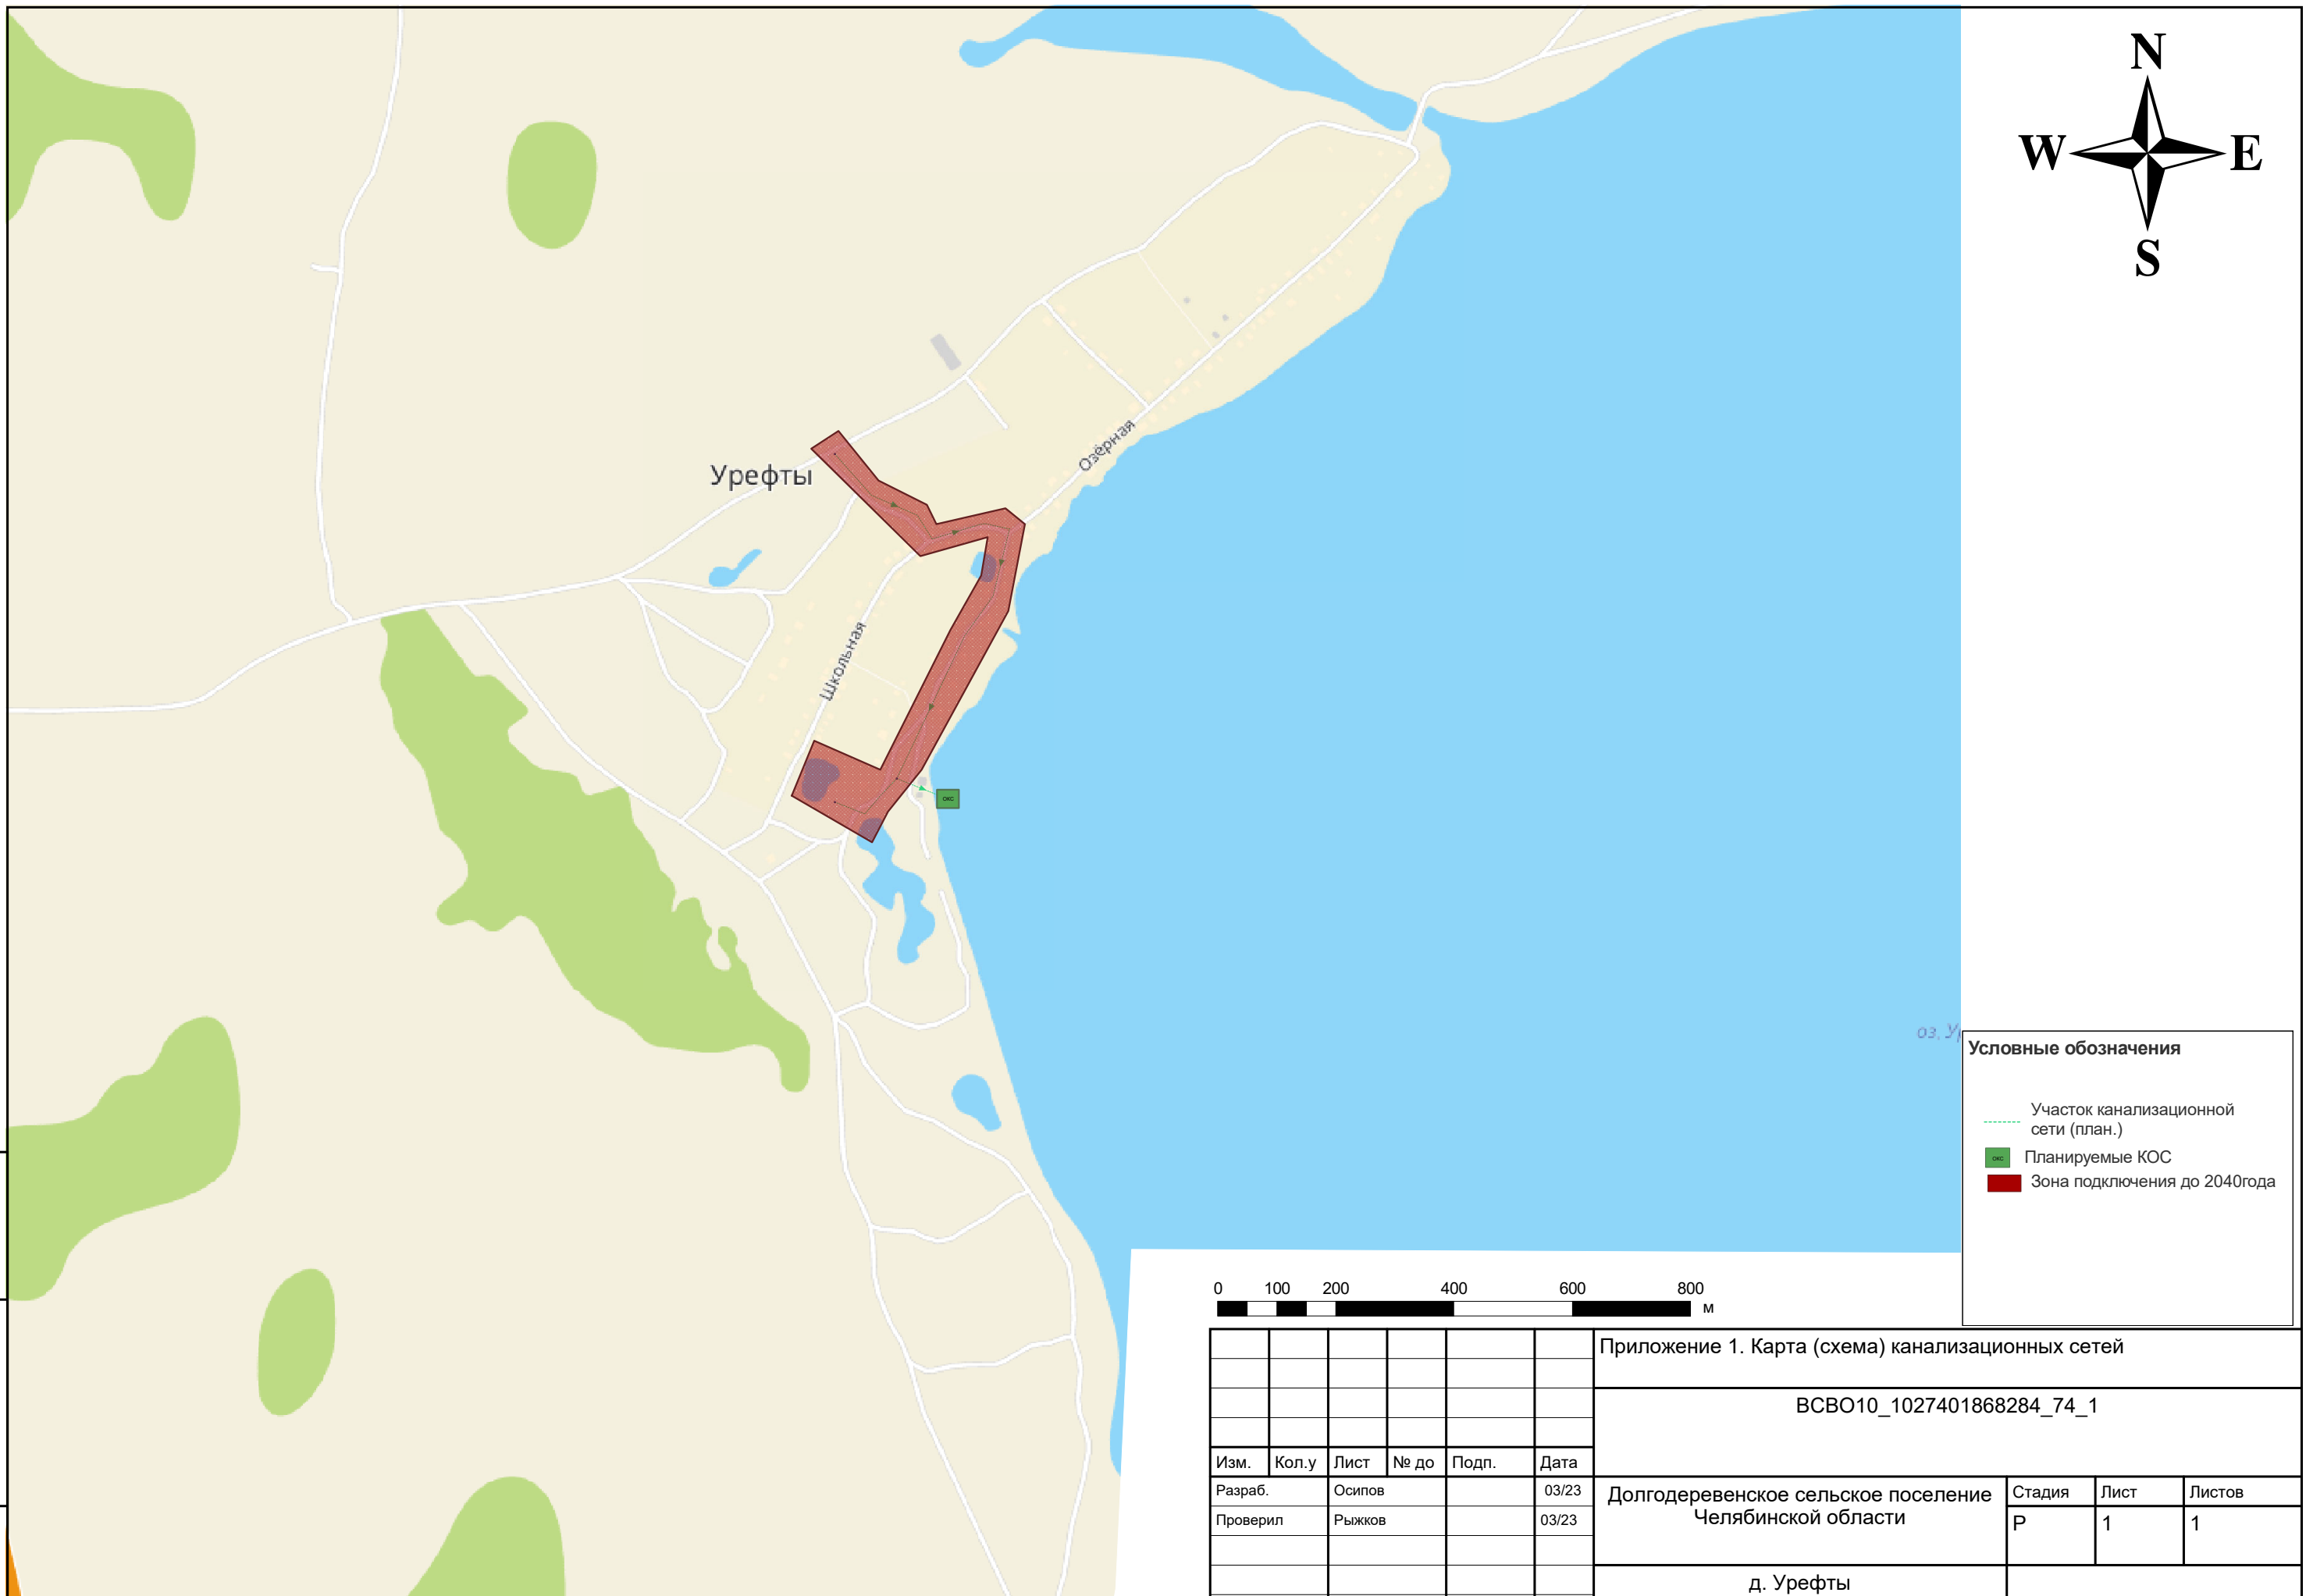 N
W
E
S
Урефты
Озёрная
Школьная
оз. Ур
Условные обозначения
Участок канализационной
сети (план.)
Планируемые КОС
Зона подключения до 2040года
0 100 200 400 600 800
м
Приложение 1. Карта (схема) канализационных сетей
ВСВО10_1027401868284_74_1
Изм. Кол.у Лист № до Подп. Дата
Разраб. Осипов 03/23
Проверил Рыжков 03/23
Долгодеревенское сельское поселение
Челябинской области
Стадия Лист Листов
Р 1 1
д. Урефты